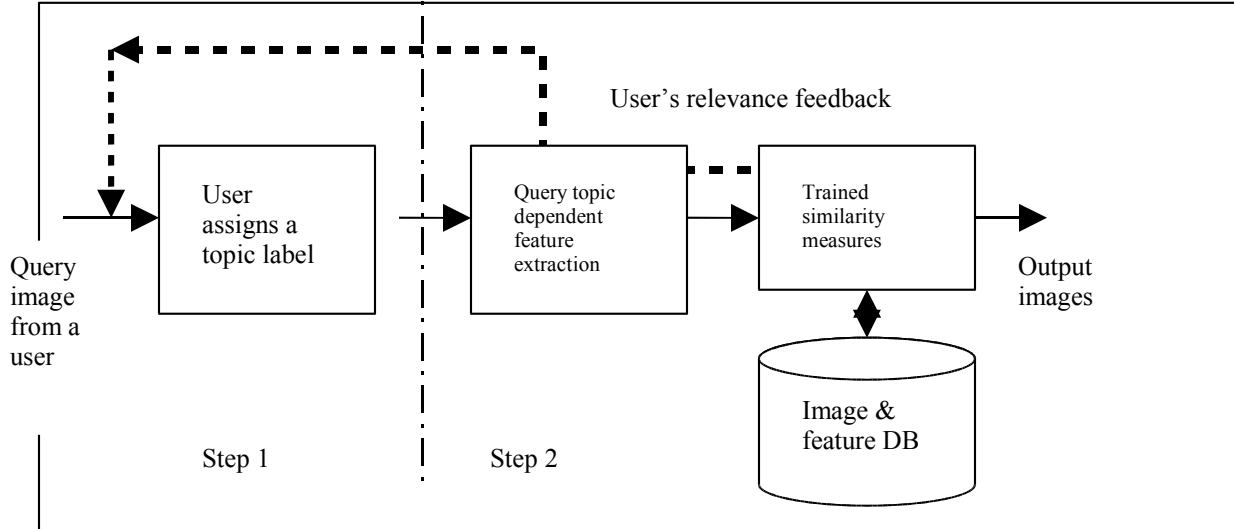 User’s relevance feedback
Query
image
from a
user
User
assigns a
topic label
Query topic
dependent
feature
extraction
Trained
similarity
measures
Output
images
Image &
feature DB
Step 1
Step 2